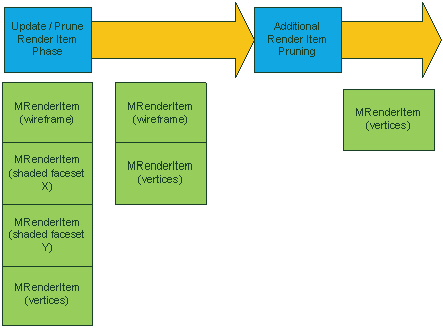 Update / Prune
Render Item
Phase
Additional
Render Item
Pruning
MRenderItem
(wireframe)
MRenderItem
(shaded faceset
X)
MRenderItem
(shaded faceset
Y)
MRenderItem
(vertices)
MRenderItem
(wireframe)
MRenderItem
(vertices)
MRenderItem
(vertices)